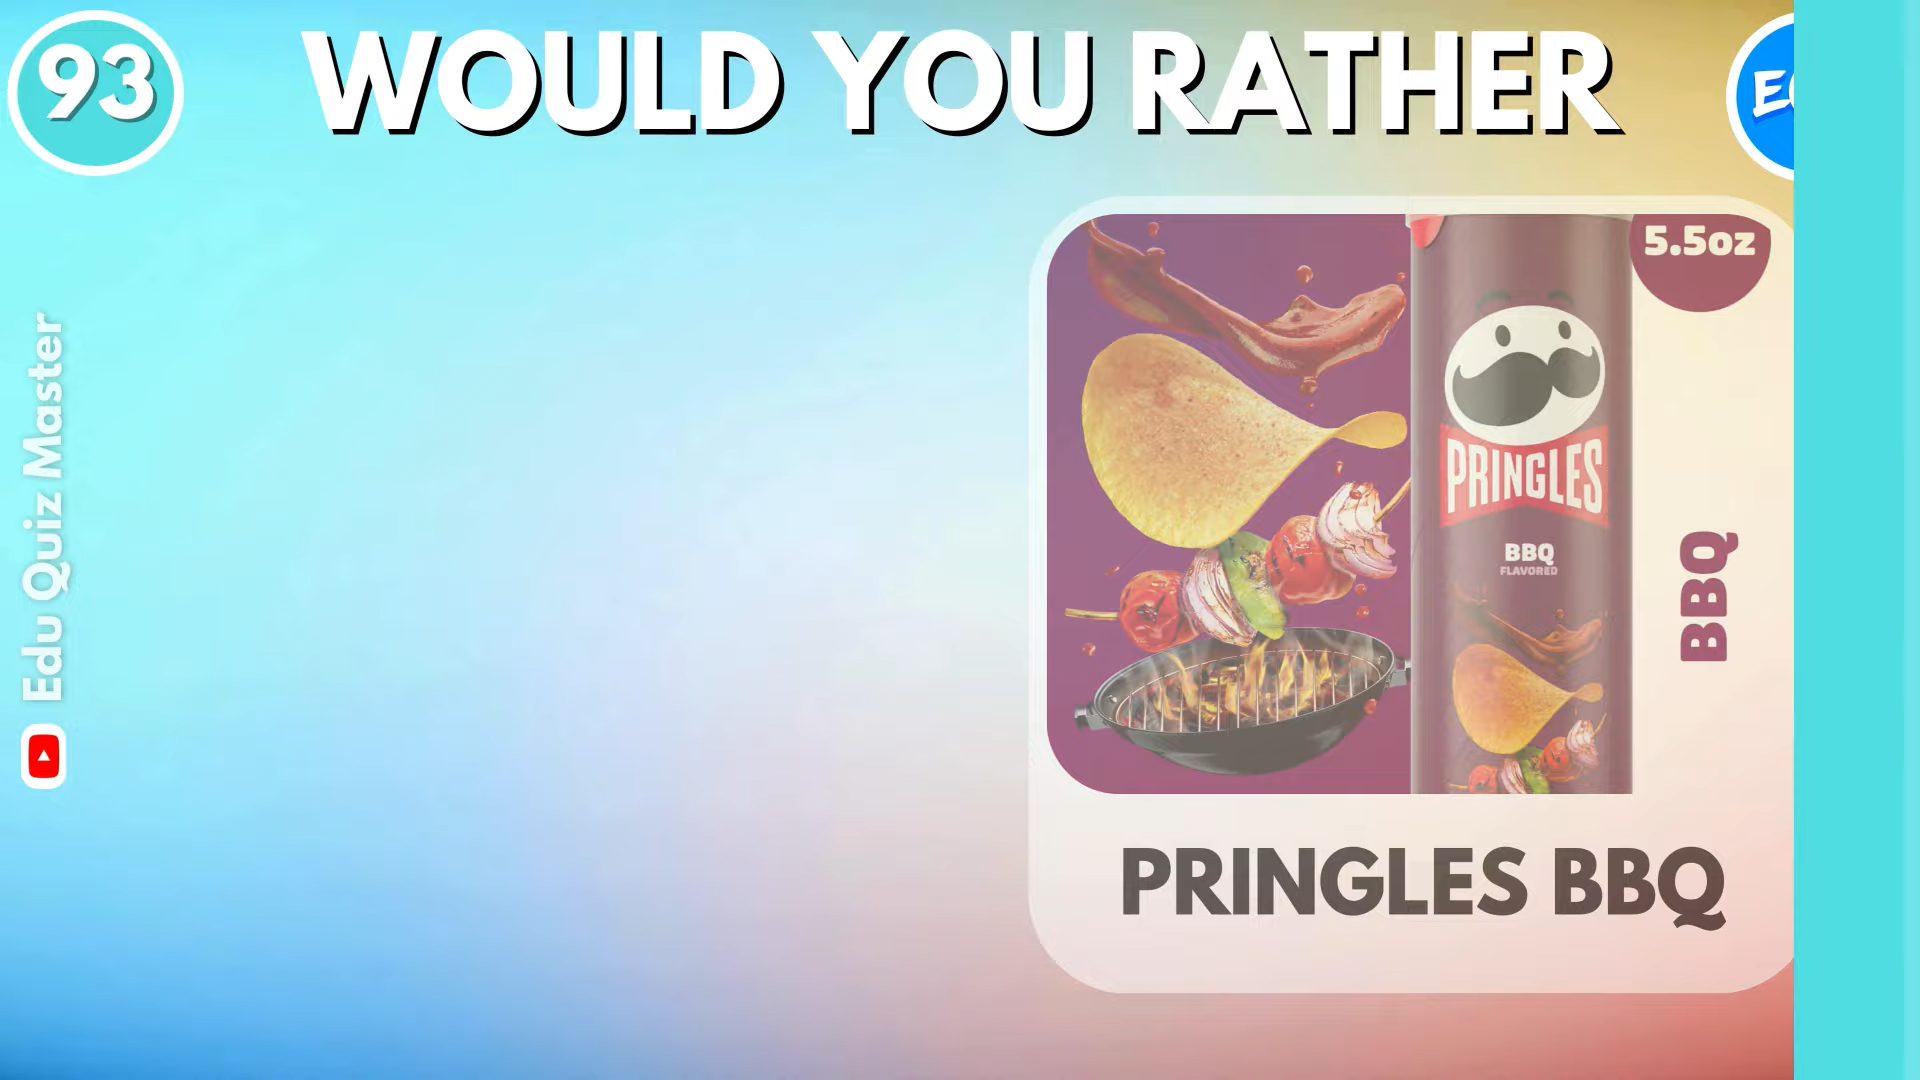 93
WOULD YOU RATHER
Edu Quiz Master
5.5oz
PRINGLES
BBQ
FLAVORED
BBQ
PRINGLES BBQ